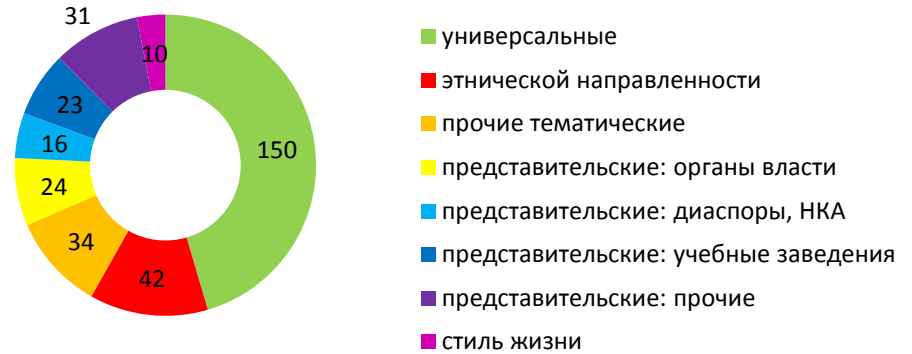 31
10
23
150
16
24
34
42
универсальные
этнической направленности
прочие тематические
представительские: органы власти
представительские: диаспоры, НКА
представительские: учебные заведения
представительские: прочие
стиль жизни